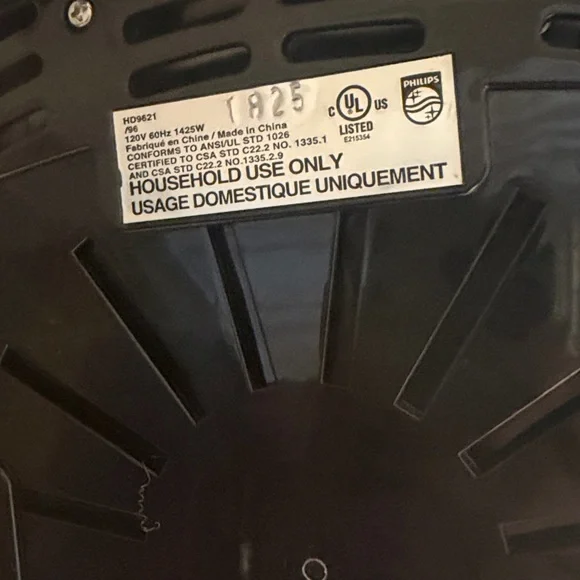 HD9621
/96
120V 60Hz 1425W
Fabriqué en Chine / Made in China
CONFORMS TO ANSI/UL STD 1026
CERTIFIED TO CSA STD C22.2 NO. 1335.1
AND CSA STD C22.2 NO.1335.2.9
HOUSEHOLD USE ONLY
USAGE DOMESTIQUE UNIQUEMENT
1825
C UL US
LISTED
E215354
PHILIPS